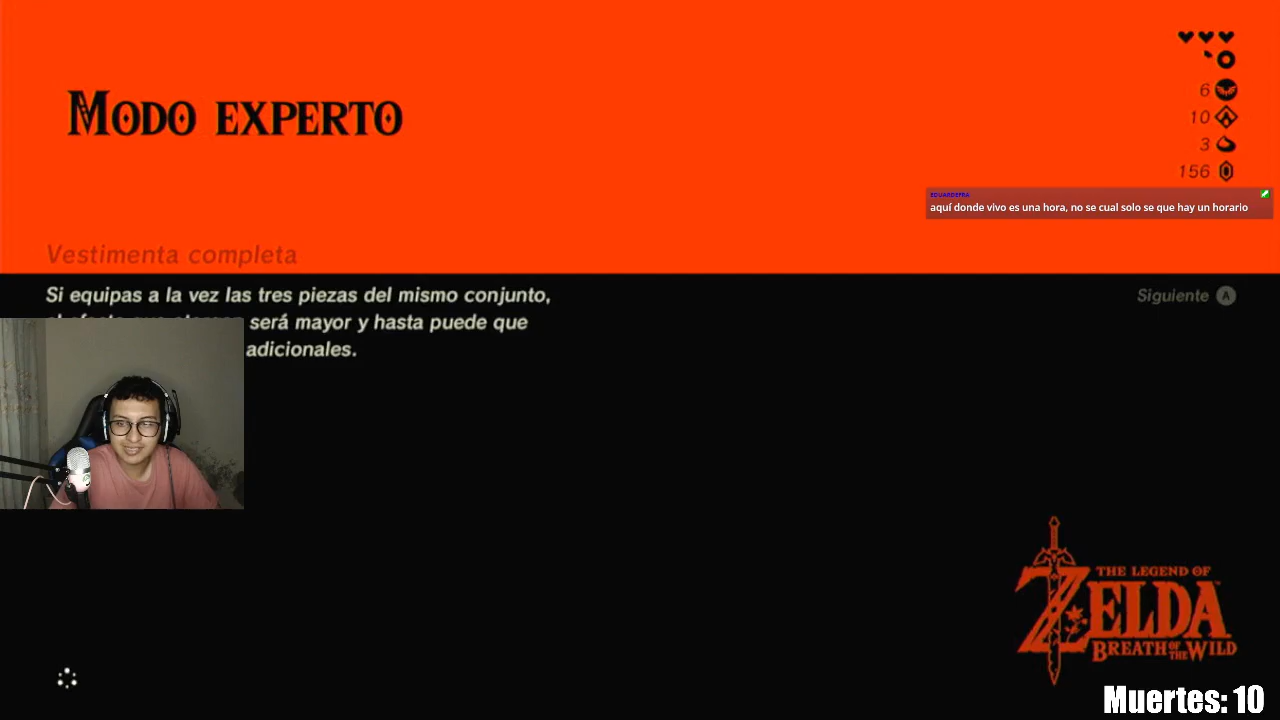 Modo experto
6
10
3
156
EDUARDEFRA
aquí donde vivo es una hora, no se cual solo se que hay un horario
Vestimenta completa
Si equipas a la vez las tres piezas del mismo conjunto,
será mayor y hasta puede que
adicionales.
Siguiente A
THE LEGEND OF
ZELDA
BREATH OF THE WILD
Muertes: 10